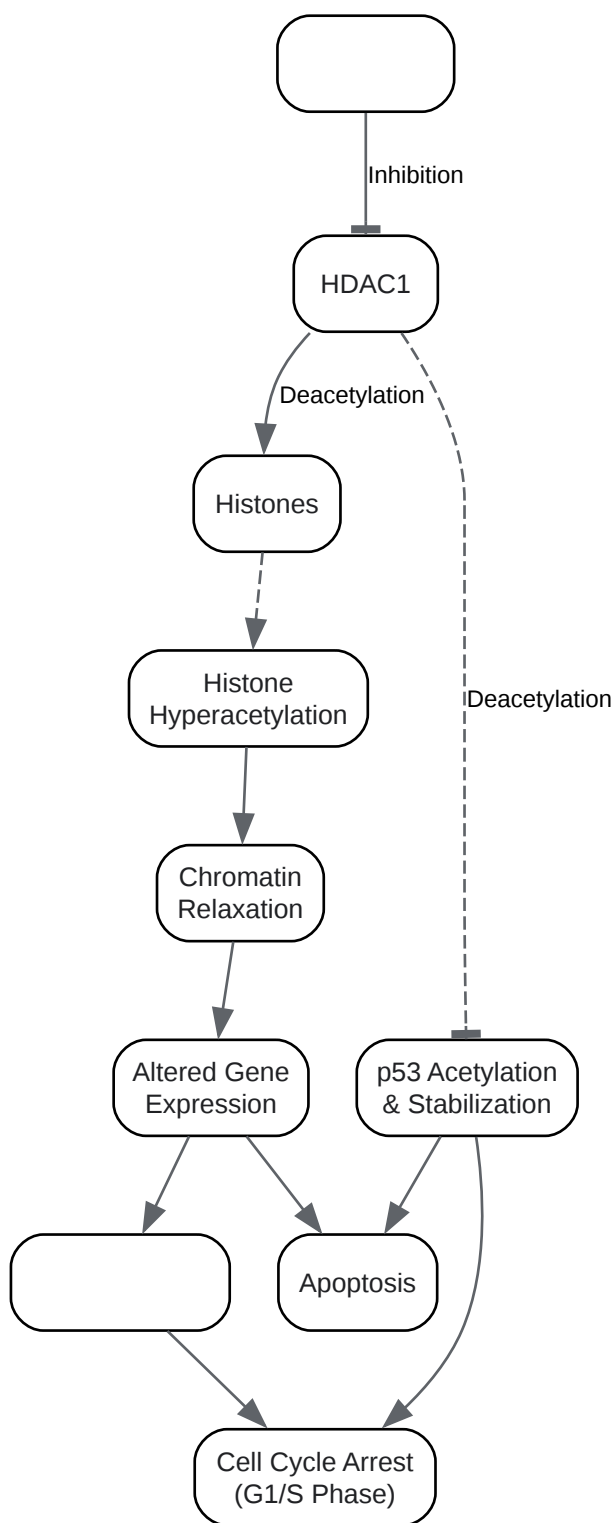 Inhibition
HDAC1
Deacetylation
Histones
Histone
Hyperacetylation
Deacetylation
Chromatin
Relaxation
Altered Gene
Expression
p53 Acetylation
& Stabilization
Apoptosis
Cell Cycle Arrest
(G1/S Phase)